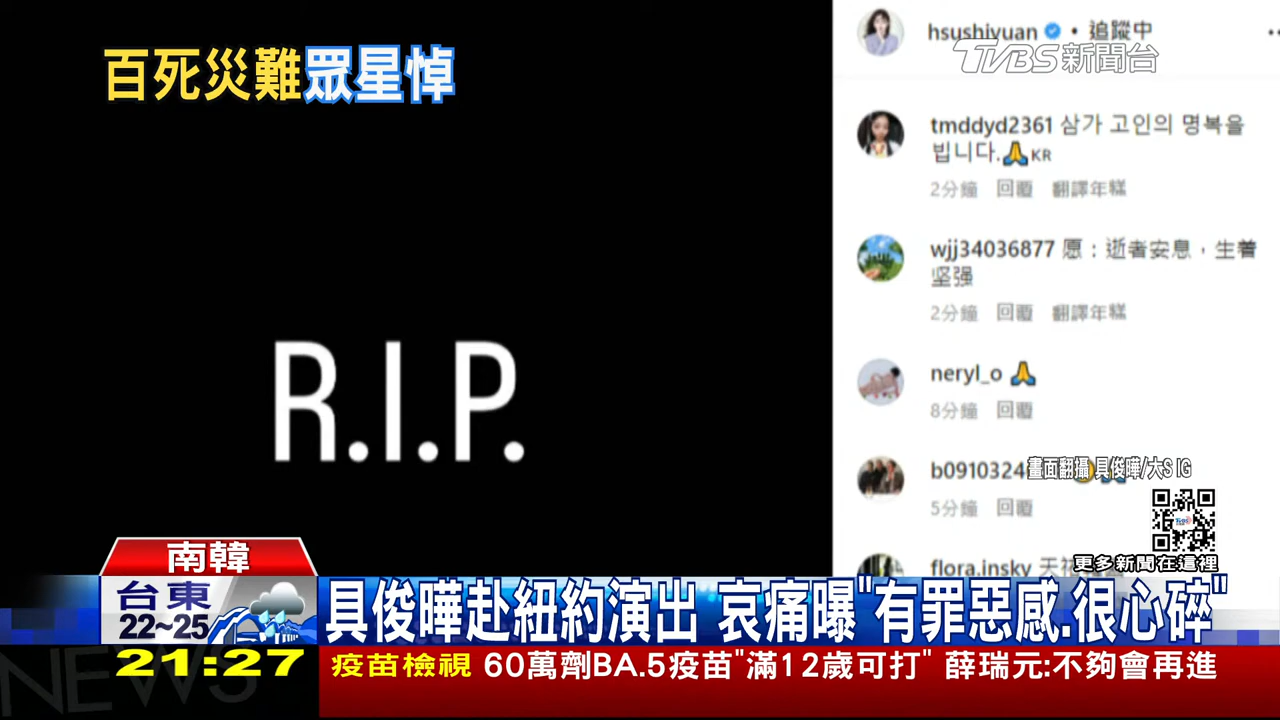 百死災難眾星悼
hsushiyuan • 追蹤中
TVBS新聞台
tmddyd2361 삼가 고인의 명복을
빕니다.🙏KR
2分鐘 回覆 翻譯年糕
wjj34036877 愿：逝者安息，生着
坚强
2分鐘 回覆 翻譯年糕
neryl_o 🙏
8分鐘 回覆
R.I.P.
b091032
畫面翻攝 具俊曄/大S IG
5分鐘 回覆
flora.insky
更多新聞在這裡
南韓
台東
22~25
具俊曄赴紐約演出 哀痛曝"有罪惡感.很心碎"
21:27
疫苗檢視 60萬劑BA.5疫苗"滿12歲可打" 薛瑞元:不夠會再進
NEWS